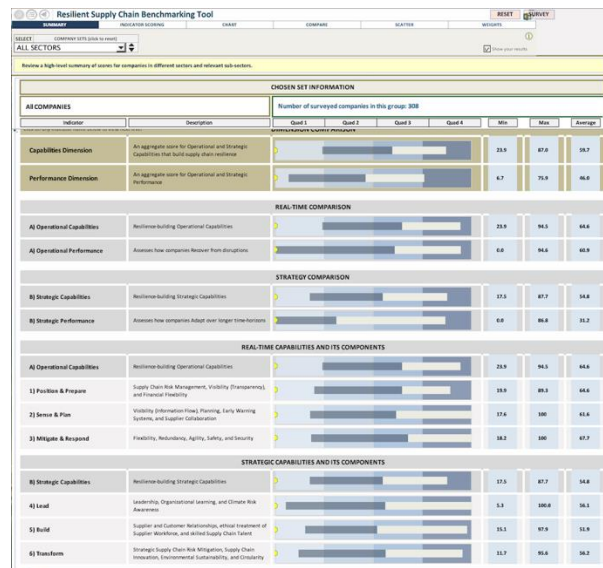 Resilient Supply Chain Benchmarking Tool
RESET
SURVEY
SUMMARY INDICATOR SCORING CHART COMPARE SCATTER WEIGHTS
SELECT COMPANY SETS (click to reset)
ALL SECTORS
Show your results
Review a high-level summary of scores for companies in different sectors and relevant sub-sectors.
CHOSEN SET INFORMATION
All COMPANIES Number of surveyed companies in this group: 308
Indicator Description Quad 1 Quad 2 Quad 3 Quad 4 Min Max Average
DIMENSION COMPARISON
Capabilities Dimension An aggregate score for Operational and Strategic 23.9 87.0 59.7
Capabilities that build supply chain resilience
Performance Dimension An aggregate score for Operational and Strategic 6.7 75.9 46.0
Performance
REAL-TIME COMPARISON
A) Operational Capabilities Resilience-building Operational Capabilities 23.9 94.5 64.6
A) Operational Performance Assesses how companies Recover from disruptions 0.0 94.6 60.9
STRATEGY COMPARISON
B) Strategic Capabilities Resilience-building Strategic Capabilities 17.5 87.7 54.8
B) Strategic Performance Assesses how companies Adapt over longer time-horizons 0.0 86.8 31.2
REAL-TIME CAPABILITIES AND ITS COMPONENTS
A) Operational Capabilities Resilience-building Operational Capabilities 23.9 94.5 64.6
1) Position & Prepare Supply Chain Risk Management, Visibility (Transparency), 19.9 89.3 64.6
and Financial Flexibility
2) Sense & Plan Visibility (Information Flow), Planning, Early Warning 17.6 100 61.6
Systems, and Supplier Collaboration
3) Mitigate & Respond Flexibility, Redundancy, Agility, Safety, and Security 18.2 100 67.7
STRATEGIC CAPABILITIES AND ITS COMPONENTS
B) Strategic Capabilities Resilience-building Strategic Capabilities 17.5 87.7 54.8
4) Lead Leadership, Organizational Learning, and Climate Risk 5.3 100.0 56.1
Awareness
5) Build Supplier and Customer Relationships, ethical treatment of 15.1 97.9 51.9
Supplier Workforce, and skilled Supply Chain Talent
6) Transform Strategic Supply Chain Risk Mitigation, Supply Chain 11.7 95.6 56.2
Innovation, Environmental Sustainability, and Circularity